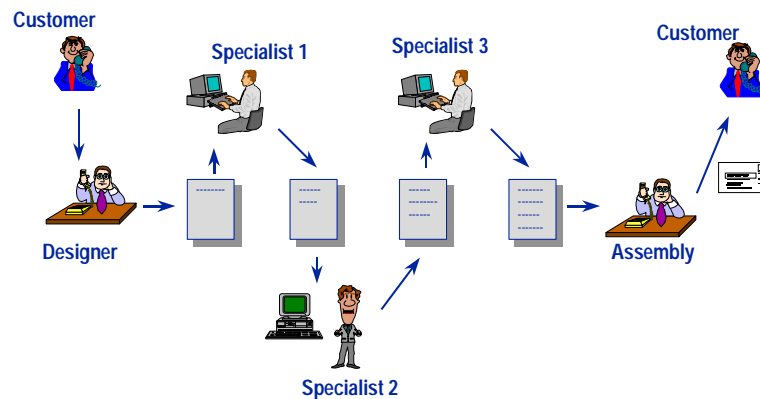 Customer
Specialist 1
Specialist 3
Customer
Designer
Assembly
Specialist 2